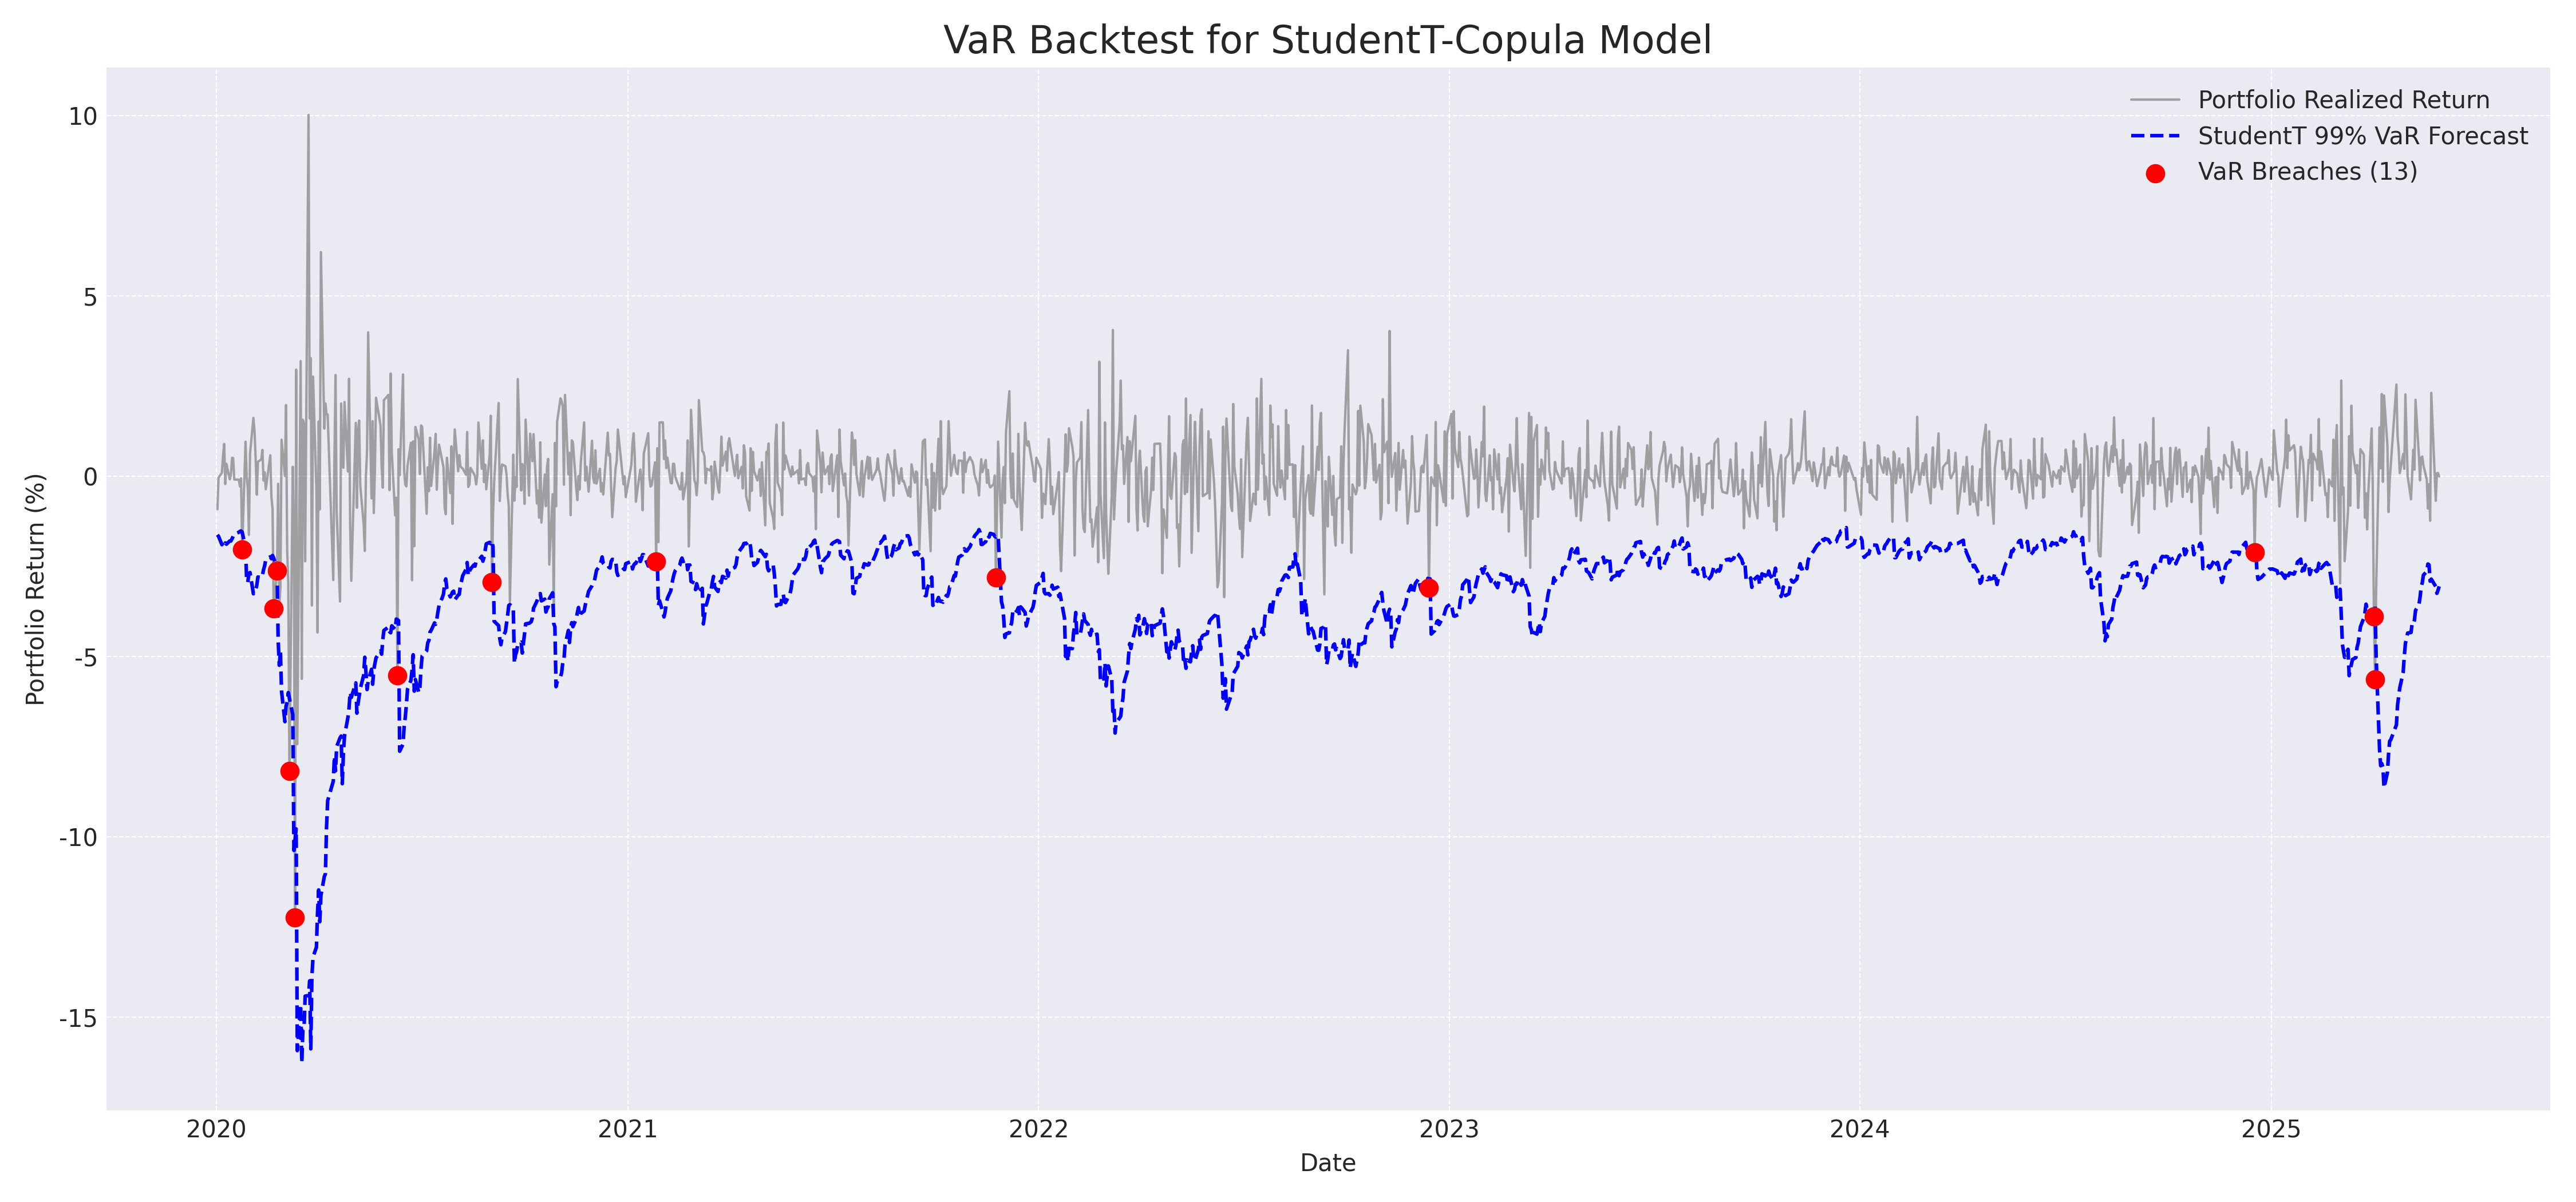 VaR Backtest for StudentT-Copula Model
Portfolio Realized Return
StudentT 99% VaR Forecast
VaR Breaches (13)
Portfolio Return (%)
10
5
0
-5
-10
-15
2020
2021
2022
2023
2024
2025
Date